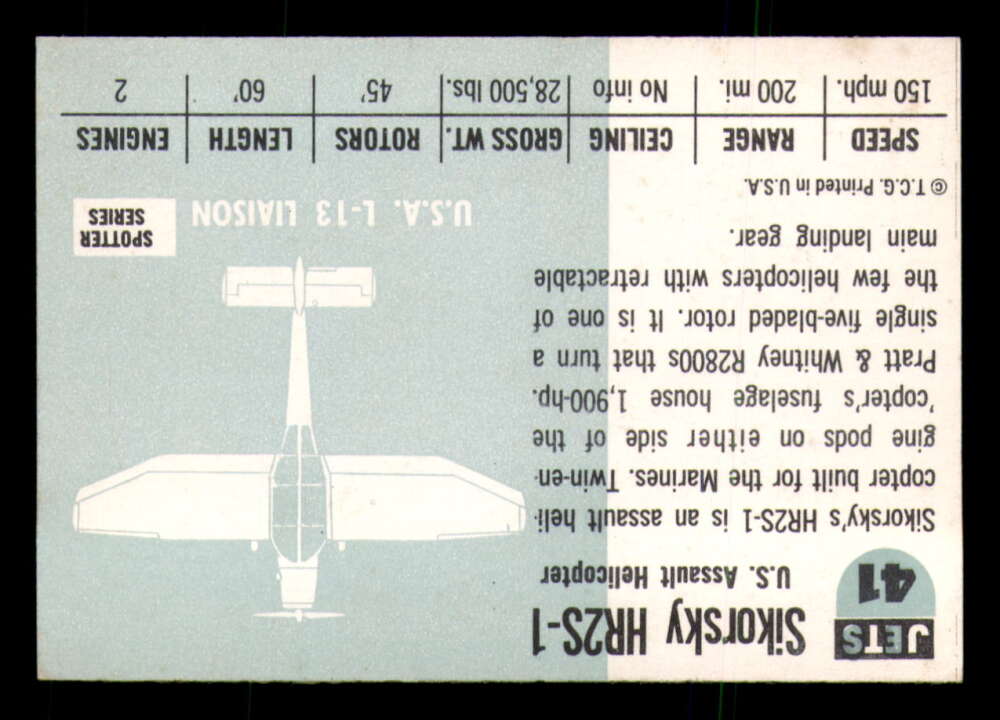 JETS
41
Sikorsky HR2S-1
U.S. Assault Helicopter
Sikorsky's HR2S-1 is an assault heli-
copter built for the Marines. Twin-en-
gine pods on either side of the
'copter's fuselage house 1,900-hp.
Pratt & Whitney R2800s that turn a
single five-bladed rotor. It is one of
the few helicopters with retractable
main landing gear.
© T.C.G. Printed in U.S.A.
U.S.A. L-13 LIAISON
SPOTTER
SERIES
SPEED RANGE CEILING GROSS WT. ROTORS LENGTH ENGINES
150 mph. 200 mi. No info 28,500 lbs. 45' 60' 2